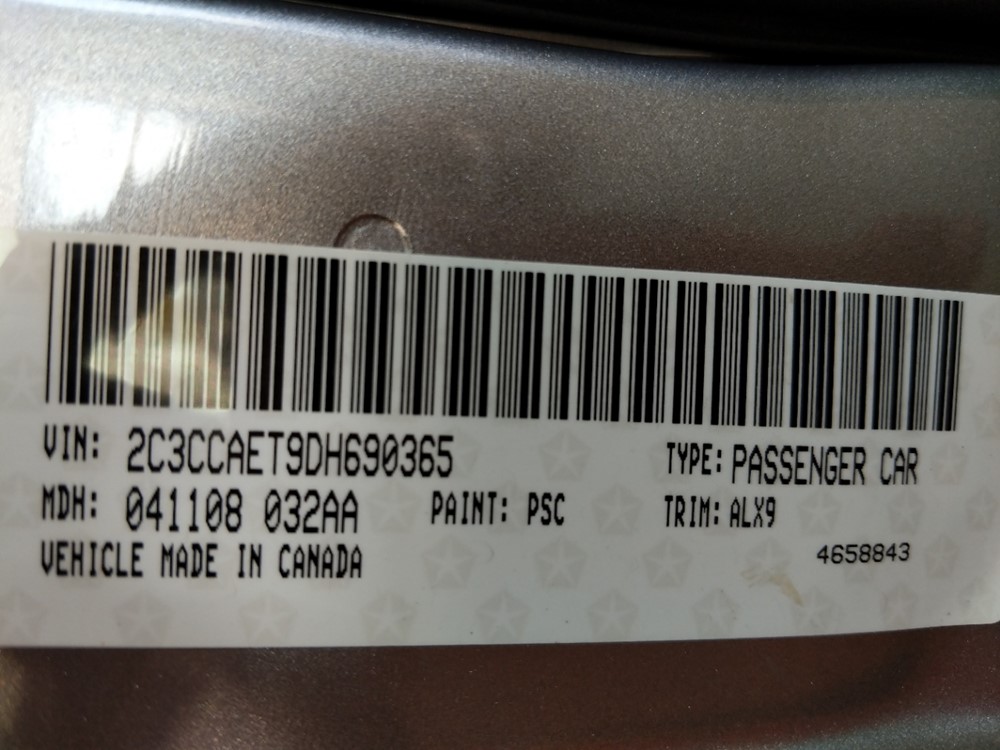 VIN: 2C3CCAET9DH690365 TYPE: PASSENGER CAR
MDH: 041108 032AA PAINT: PSC TRIM: ALX9
VEHICLE MADE IN CANADA 4658843